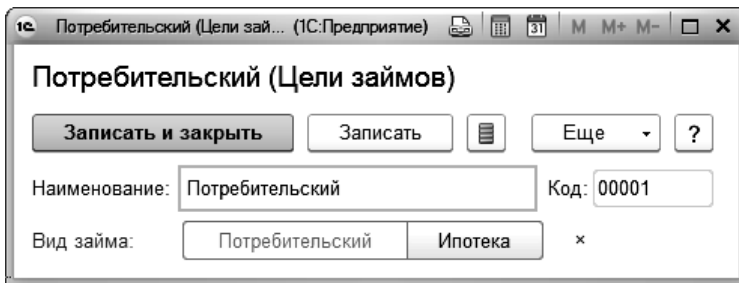 1С Потребительский (Цели зай... (1С:Предприятие) 31 M M+ M-
Потребительский (Цели займов)
Записать и закрыть Записать Еще ?
Наименование: Потребительский Код: 00001
Вид займа: Потребительский Ипотека ×